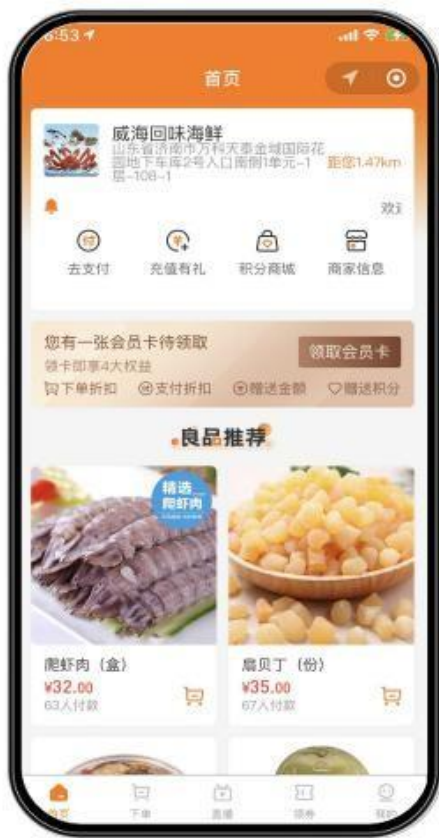 6:53
首页
威海回味海鲜
山东省济南市万科天泰金域国际花
园地下车库2号入口南侧1单元-1
层-108-1
距您1.47km
去支付
充值有礼
积分商城
商家信息
您有一张会员卡待领取
领取会员卡
领卡即享4大权益
下单折扣
支付折扣
赠送金额
赠送积分
良品推荐
精选
爬虾肉
爬虾肉（盒）
¥32.00
63人付款
扇贝丁（份）
¥35.00
67人付款
首页
下单
直播
领券
我的